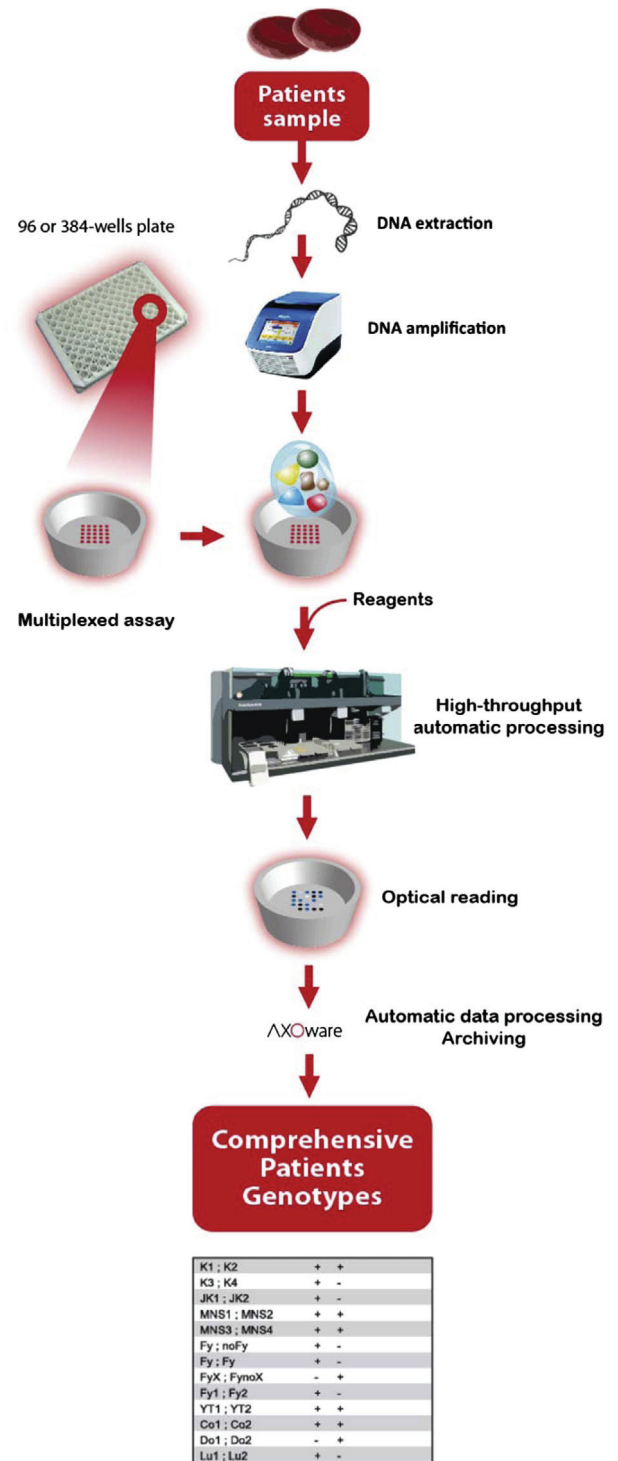 Patients
sample
DNA extraction
96 or 384-wells plate
DNA amplification
Multiplexed assay
Reagents
High-throughput
automatic processing
Optical reading
AXOware
Automatic data processing
Archiving
Comprehensive
Patients
Genotypes
K1 ; K2 + +
K3 ; K4 + -
JK1 ; JK2 + -
MNS1 ; MNS2 + +
MNS3 ; MNS4 + +
Fy ; noFy + -
Fy ; Fy + -
FyX ; FynoX - +
Fy1 ; Fy2 + -
YT1 ; YT2 + +
Co1 ; Co2 + +
Do1 ; Do2 - +
Lu1 ; Lu2 + -